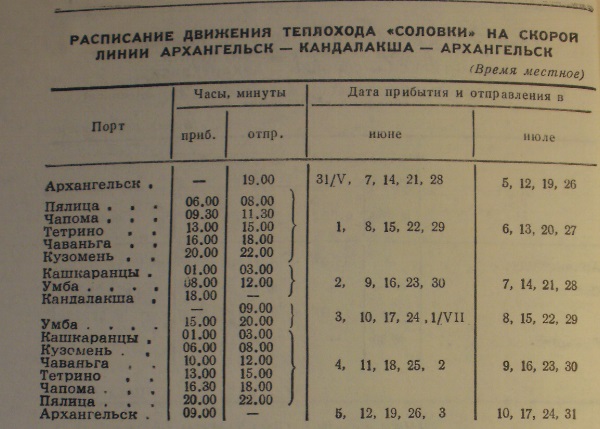 РАСПИСАНИЕ ДВИЖЕНИЯ ТЕПЛОХОДА «СОЛОВКИ» НА СКОРОЙ
ЛИНИИ АРХАНГЕЛЬСК — КАНДАЛАКША — АРХАНГЕЛЬСК
(Время местное)
Порт Часы, минуты Дата прибытия и отправления в
приб. отпр. июне июле
Архангельск . — 19.00 31/V, 7, 14, 21, 28 5, 12, 19, 26
Пялица . . . 06.00 08.00
Чапома . . . 09.30 11.30
Тетрино . . 13.00 15.00 1, 8, 15, 22, 29 6, 13, 20, 27
Чаваньга . . 16.00 18.00
Кузомень . . 20.00 22.00
Кашкаранцы . 01.00 03.00
Умба . . . . 08.00 12.00 2, 9, 16, 23, 30 7, 14, 21, 28
Кандалакша . 18.00 —
— 09.00
Умба . . . . 15.00 20.00 3, 10, 17, 24, 1/VII 8, 15, 22, 29
Кашкаранцы . 01.00 03.00
Кузомень . . 06.00 08.00
Чаваньга . . 10.00 12.00 4, 11, 18, 25, 2 9, 16, 23, 30
Тетрино . . 13.00 15.00
Чапома . . . 16.30 18.00
Пялица . . . 20.00 22.00
Архангельск . 09.00 — 5, 12, 19, 26, 3 10, 17, 24, 31